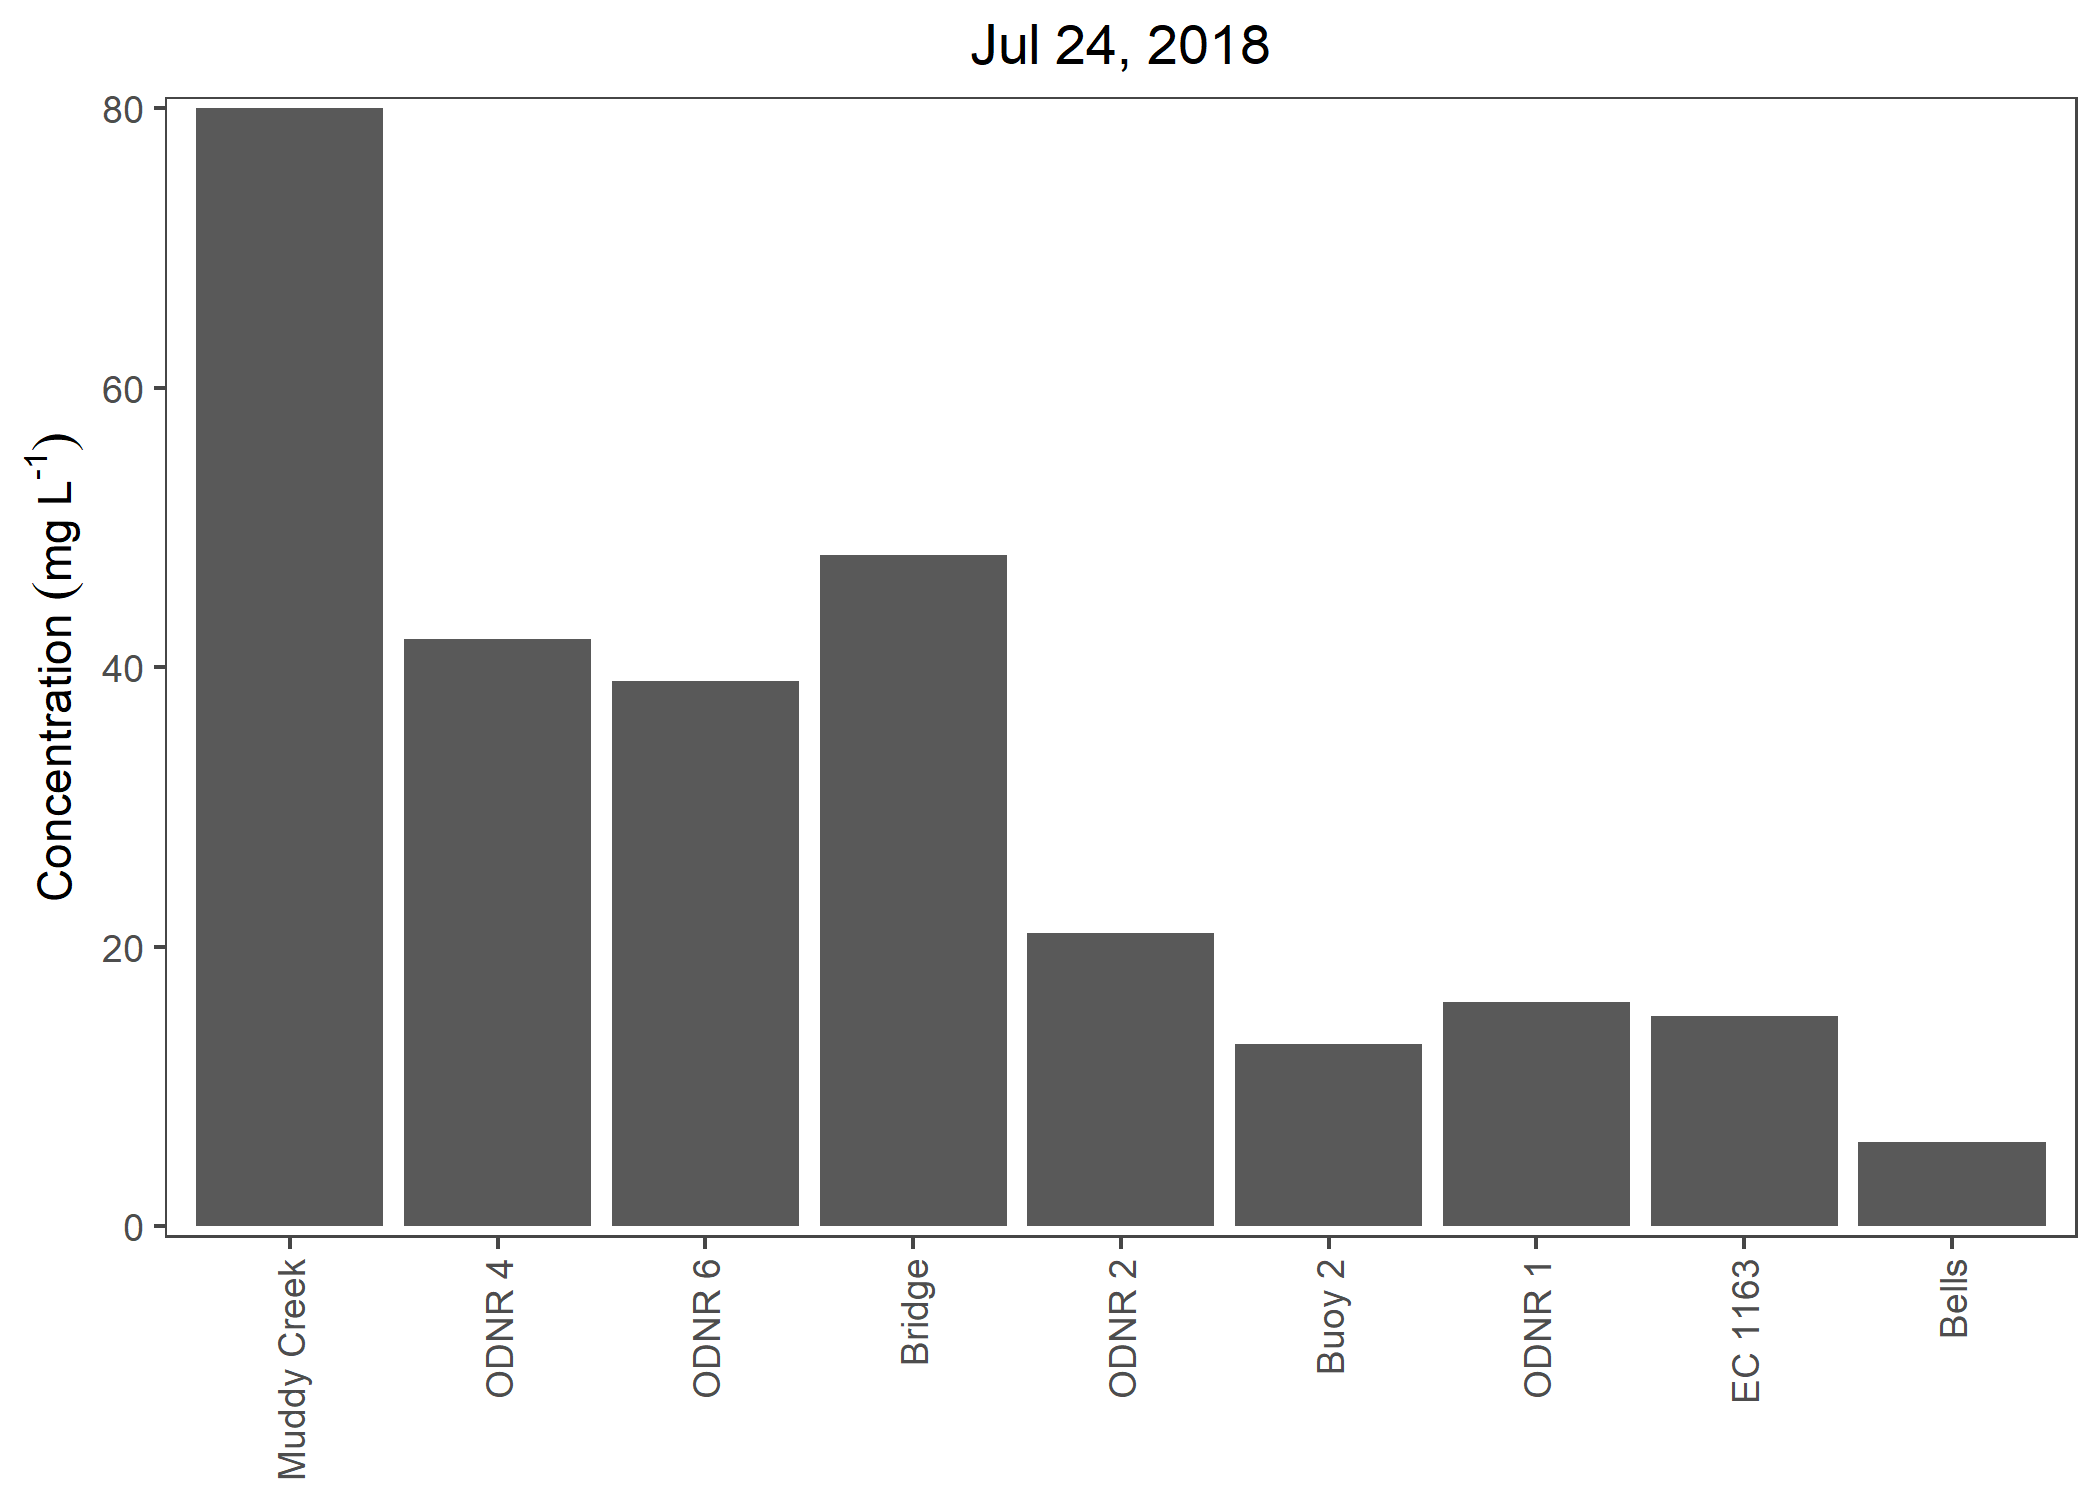 Jul 24, 2018
Concentration (mg L⁻¹)
80
60
40
20
0
Muddy Creek
ODNR 4
ODNR 6
Bridge
ODNR 2
Buoy 2
ODNR 1
EC 1163
Bells